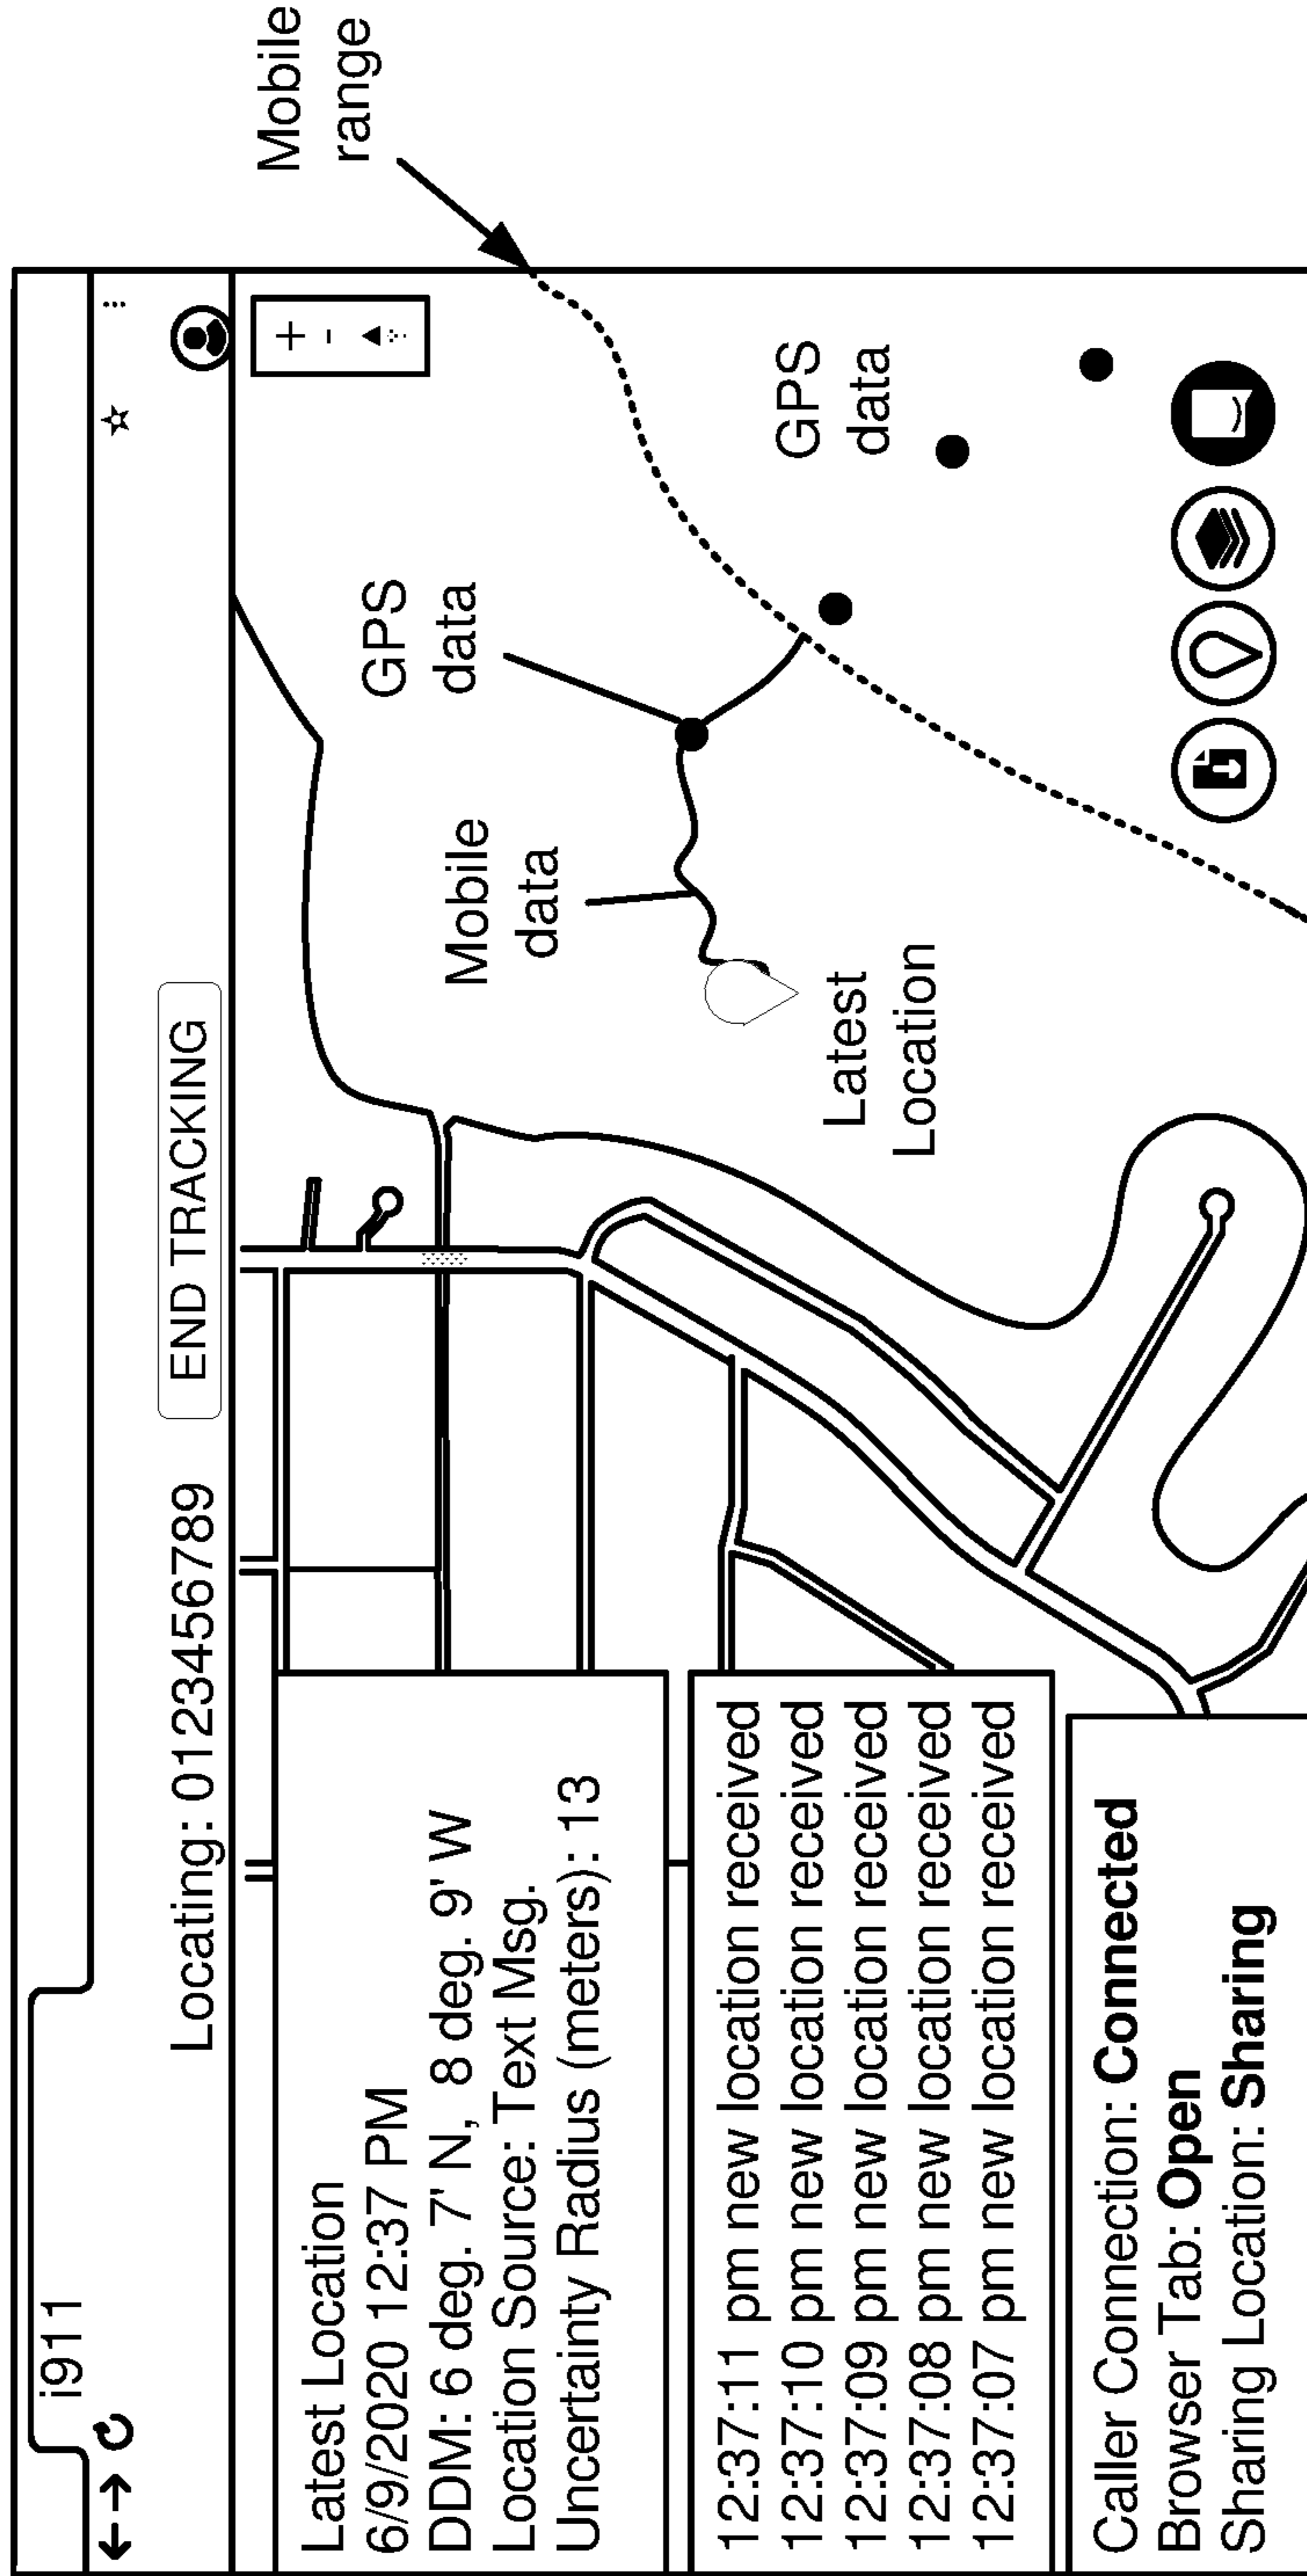 i911
Locating: 0123456789
END TRACKING
Latest Location
6/9/2020 12:37 PM
DDM: 6 deg. 7' N, 8 deg. 9' W
Location Source: Text Msg.
Uncertainty Radius (meters): 13
12:37:11 pm new location received
12:37:10 pm new location received
12:37:09 pm new location received
12:37:08 pm new location received
12:37:07 pm new location received
Caller Connection: Connected
Browser Tab: Open
Sharing Location: Sharing
Mobile
data
GPS
data
Latest
Location
GPS
data
Mobile
range